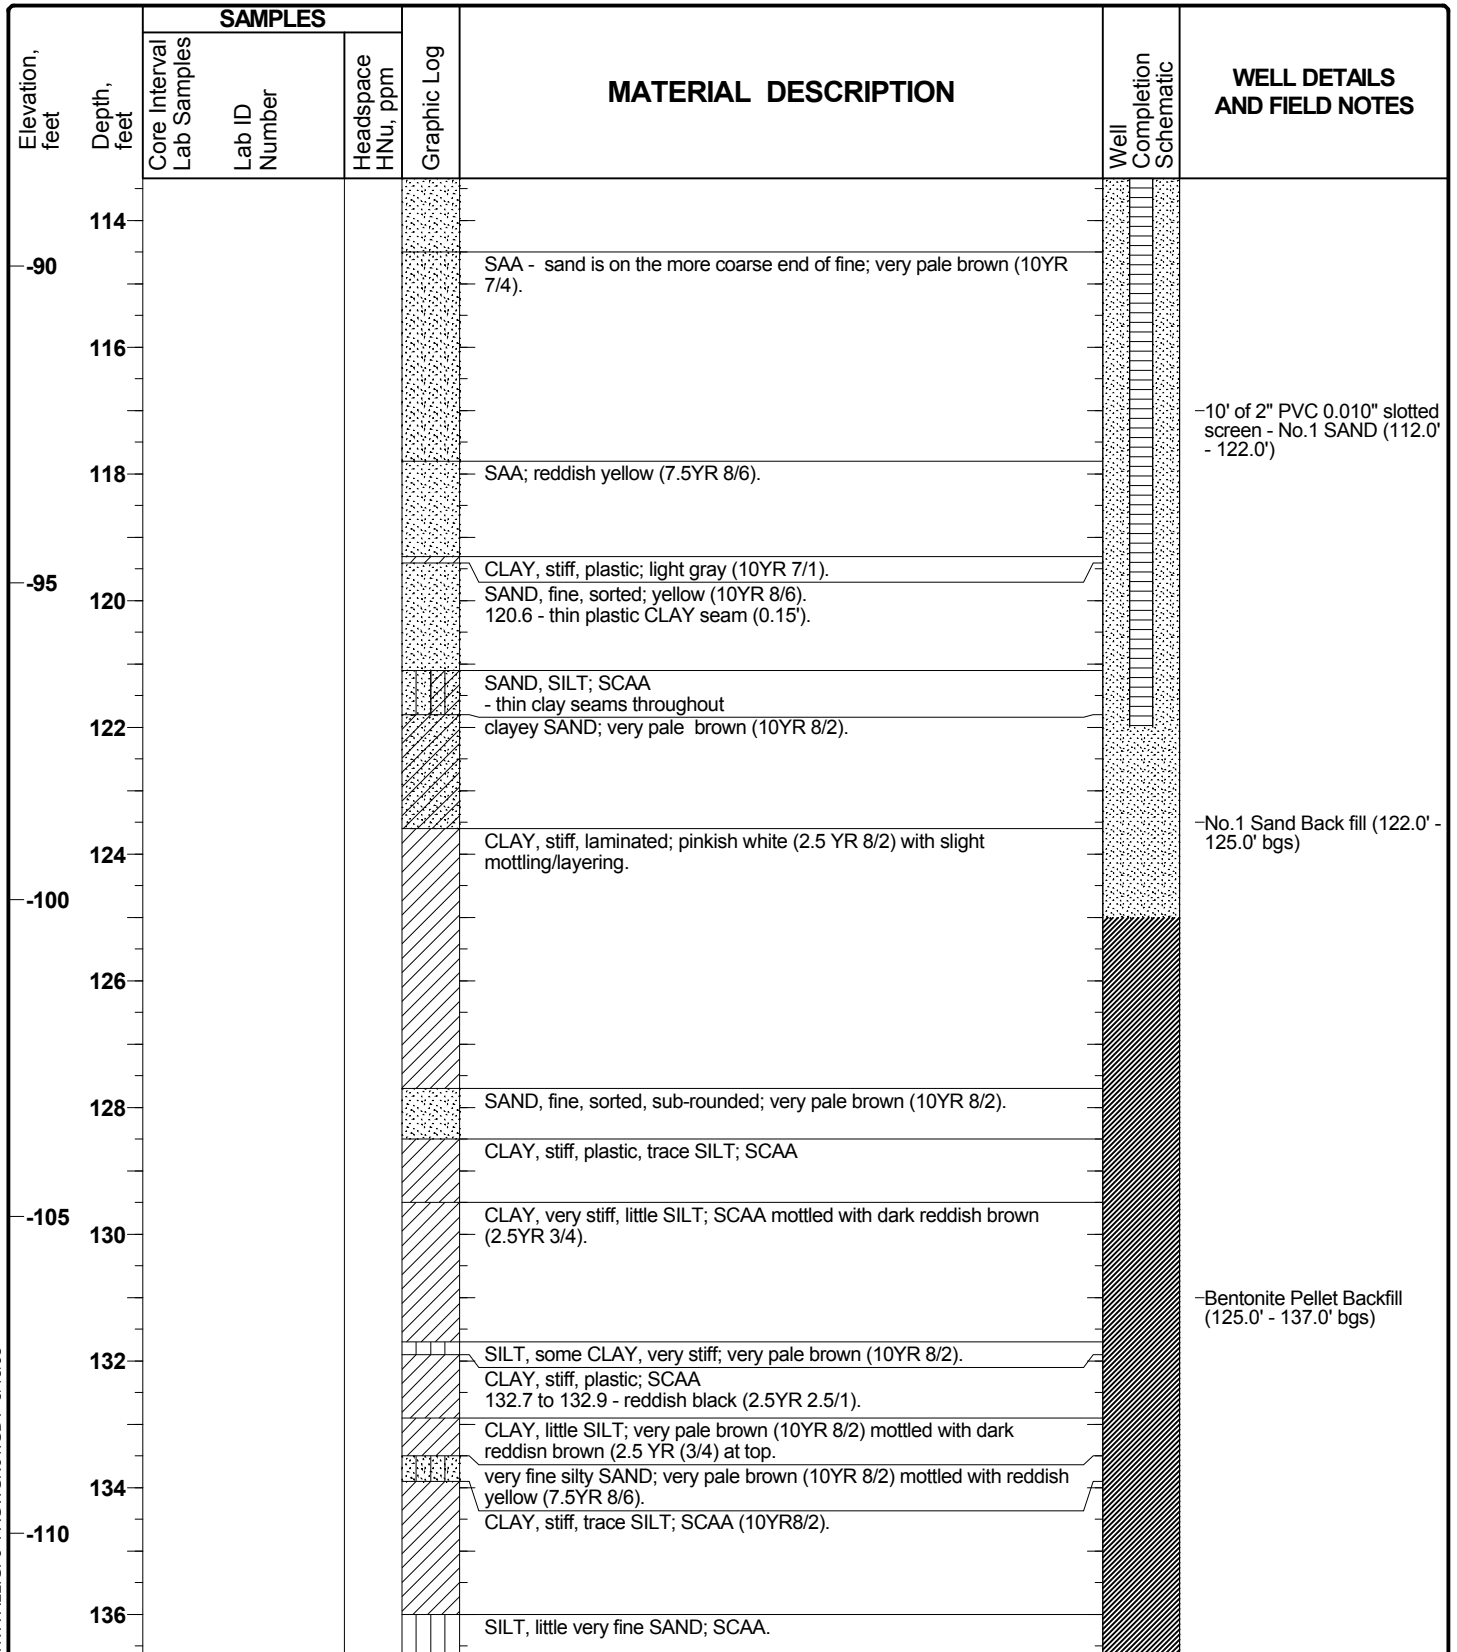 SAMPLES
Elevation,
feet
Depth,
feet
Core Interval
Lab Samples
Lab ID
Number
Headspace
HNu, ppm
Graphic Log
MATERIAL DESCRIPTION
Well
Completion
Schematic
WELL DETAILS
AND FIELD NOTES
114
-90
SAA - sand is on the more coarse end of fine; very pale brown (10YR
7/4).
116
10' of 2" PVC 0.010" slotted
screen - No.1 SAND (112.0'
- 122.0')
118
SAA; reddish yellow (7.5YR 8/6).
CLAY, stiff, plastic; light gray (10YR 7/1).
-95
120
SAND, fine, sorted; yellow (10YR 8/6).
120.6 - thin plastic CLAY seam (0.15').
SAND, SILT; SCAA
- thin clay seams throughout
122
clayey SAND; very pale brown (10YR 8/2).
No.1 Sand Back fill (122.0' -
125.0' bgs)
124
CLAY, stiff, laminated; pinkish white (2.5 YR 8/2) with slight
mottling/layering.
-100
126
128
SAND, fine, sorted, sub-rounded; very pale brown (10YR 8/2).
CLAY, stiff, plastic, trace SILT; SCAA
-105
130
CLAY, very stiff, little SILT; SCAA mottled with dark reddish brown
(2.5YR 3/4).
Bentonite Pellet Backfill
(125.0' - 137.0' bgs)
132
SILT, some CLAY, very stiff; very pale brown (10YR 8/2).
CLAY, stiff, plastic; SCAA
132.7 to 132.9 - reddish black (2.5YR 2.5/1).
CLAY, little SILT; very pale brown (10YR 8/2) mottled with dark
reddisn brown (2.5 YR (3/4) at top.
134
very fine silty SAND; very pale brown (10YR 8/2) mottled with reddish
yellow (7.5YR 8/6).
-110
CLAY, stiff, trace SILT; SCAA (10YR8/2).
136
SILT, little very fine SAND; SCAA.